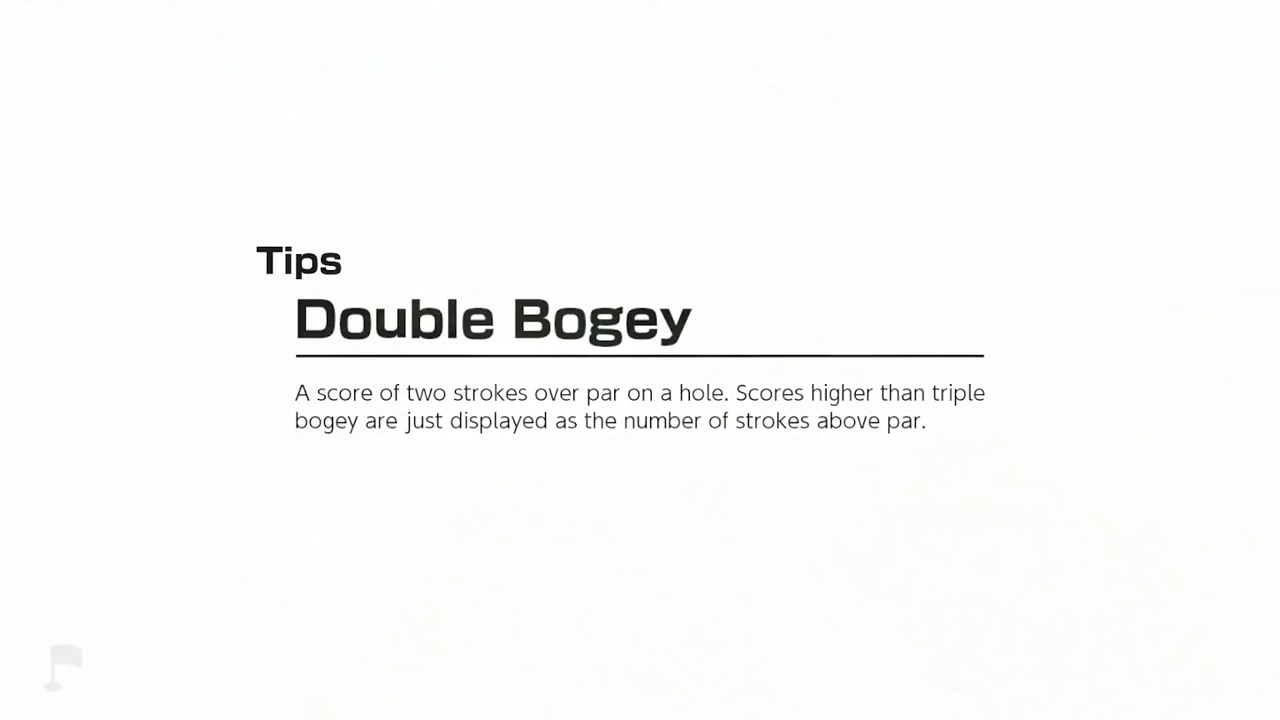 Tips
Double Bogey
A score of two strokes over par on a hole. Scores higher than triple
bogey are just displayed as the number of strokes above par.